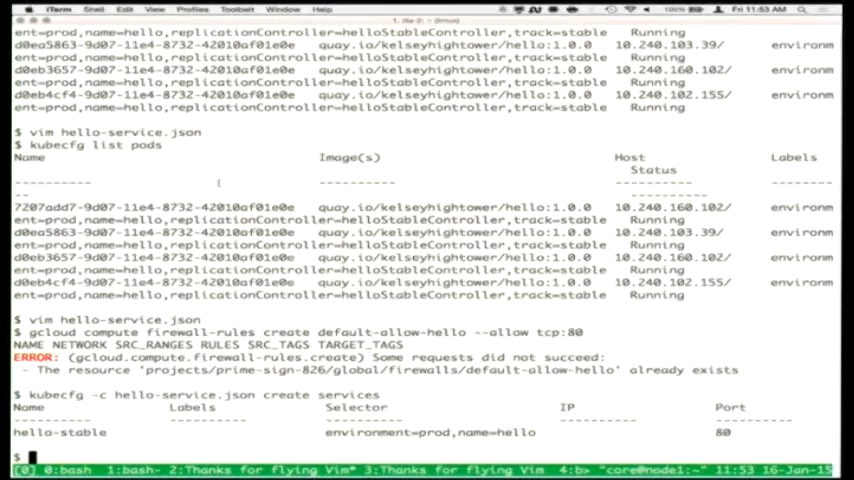 iTerm Shell Edit View Profiles Toolbelt Window Help 100% Fri 11:53 AM
ent=prod,name=hello,replicationController=helloStableController,track=stable Running
d0ea5863-9d07-11e4-8732-42010af01e0e quay.io/kelseyhightower/hello:1.0.0 10.240.103.39/ environm
ent=prod,name=hello,replicationController=helloStableController,track=stable Running
d0eb3657-9d07-11e4-8732-42010af01e0e quay.io/kelseyhightower/hello:1.0.0 10.240.160.102/ environm
ent=prod,name=hello,replicationController=helloStableController,track=stable Running
d0eb4cf4-9d07-11e4-8732-42010af01e0e quay.io/kelseyhightower/hello:1.0.0 10.240.102.155/ environm
ent=prod,name=hello,replicationController=helloStableController,track=stable Running
$ vim hello-service.json
$ kubecfg list pods
Name Image(s) Host Labels
Status
---------- ---------- ---------- --------
-- ----------
7207add7-9d07-11e4-8732-42010af01e0e quay.io/kelseyhightower/hello:1.0.0 10.240.160.102/ environm
ent=prod,name=hello,replicationController=helloStableController,track=stable Running
d0ea5863-9d07-11e4-8732-42010af01e0e quay.io/kelseyhightower/hello:1.0.0 10.240.103.39/ environm
ent=prod,name=hello,replicationController=helloStableController,track=stable Running
d0eb3657-9d07-11e4-8732-42010af01e0e quay.io/kelseyhightower/hello:1.0.0 10.240.160.102/ environm
ent=prod,name=hello,replicationController=helloStableController,track=stable Running
d0eb4cf4-9d07-11e4-8732-42010af01e0e quay.io/kelseyhightower/hello:1.0.0 10.240.102.155/ environm
ent=prod,name=hello,replicationController=helloStableController,track=stable Running
$ vim hello-service.json
$ gcloud compute firewall-rules create default-allow-hello --allow tcp:80
NAME NETWORK SRC_RANGES RULES SRC_TAGS TARGET_TAGS
ERROR: (gcloud.compute.firewall-rules.create) Some requests did not succeed:
- The resource 'projects/prime-sign-826/global/firewalls/default-allow-hello' already exists
$ kubecfg -c hello-service.json create services
Name Labels Selector IP Port
---------- ---------- ---------- ---------- ----------
hello-stable environment=prod,name=hello 80
$
[0] 0:bash 1:bash- 2:Thanks for flying Vim* 3:Thanks for flying Vim 4:b> "core@node1:~" 11:53 16-Jan-15